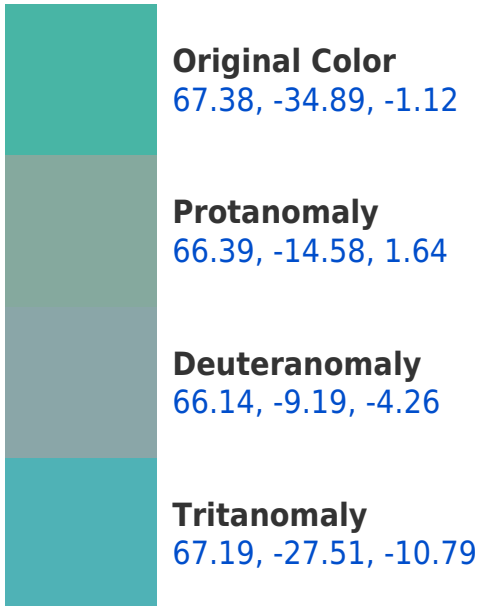 Original Color
67.38, -34.89, -1.12
Protanomaly
66.39, -14.58, 1.64
Deuteranomaly
66.14, -9.19, -4.26
Tritanomaly
67.19, -27.51, -10.79